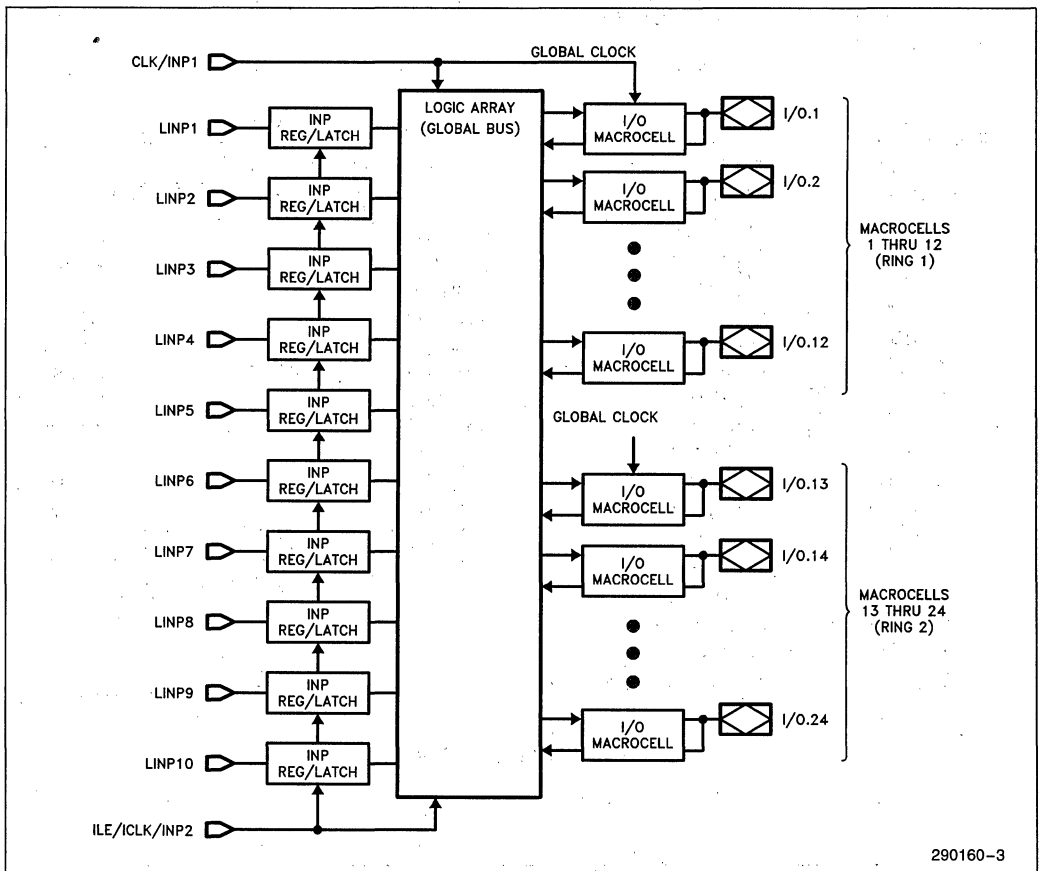 CLK/INP1
GLOBAL CLOCK
LINP1
INP
REG/LATCH
LINP2
INP
REG/LATCH
LINP3
INP
REG/LATCH
LINP4
INP
REG/LATCH
LINP5
INP
REG/LATCH
LINP6
INP
REG/LATCH
LINP7
INP
REG/LATCH
LINP8
INP
REG/LATCH
LINP9
INP
REG/LATCH
LINP10
INP
REG/LATCH
ILE/ICLK/INP2
LOGIC ARRAY
(GLOBAL BUS)
I/O
MACROCELL
I/O.1
I/O
MACROCELL
I/O.2
I/O
MACROCELL
I/O.12
MACROCELLS
1 THRU 12
(RING 1)
GLOBAL CLOCK
I/O
MACROCELL
I/O.13
I/O
MACROCELL
I/O.14
I/O
MACROCELL
I/O.24
MACROCELLS
13 THRU 24
(RING 2)
290160-3